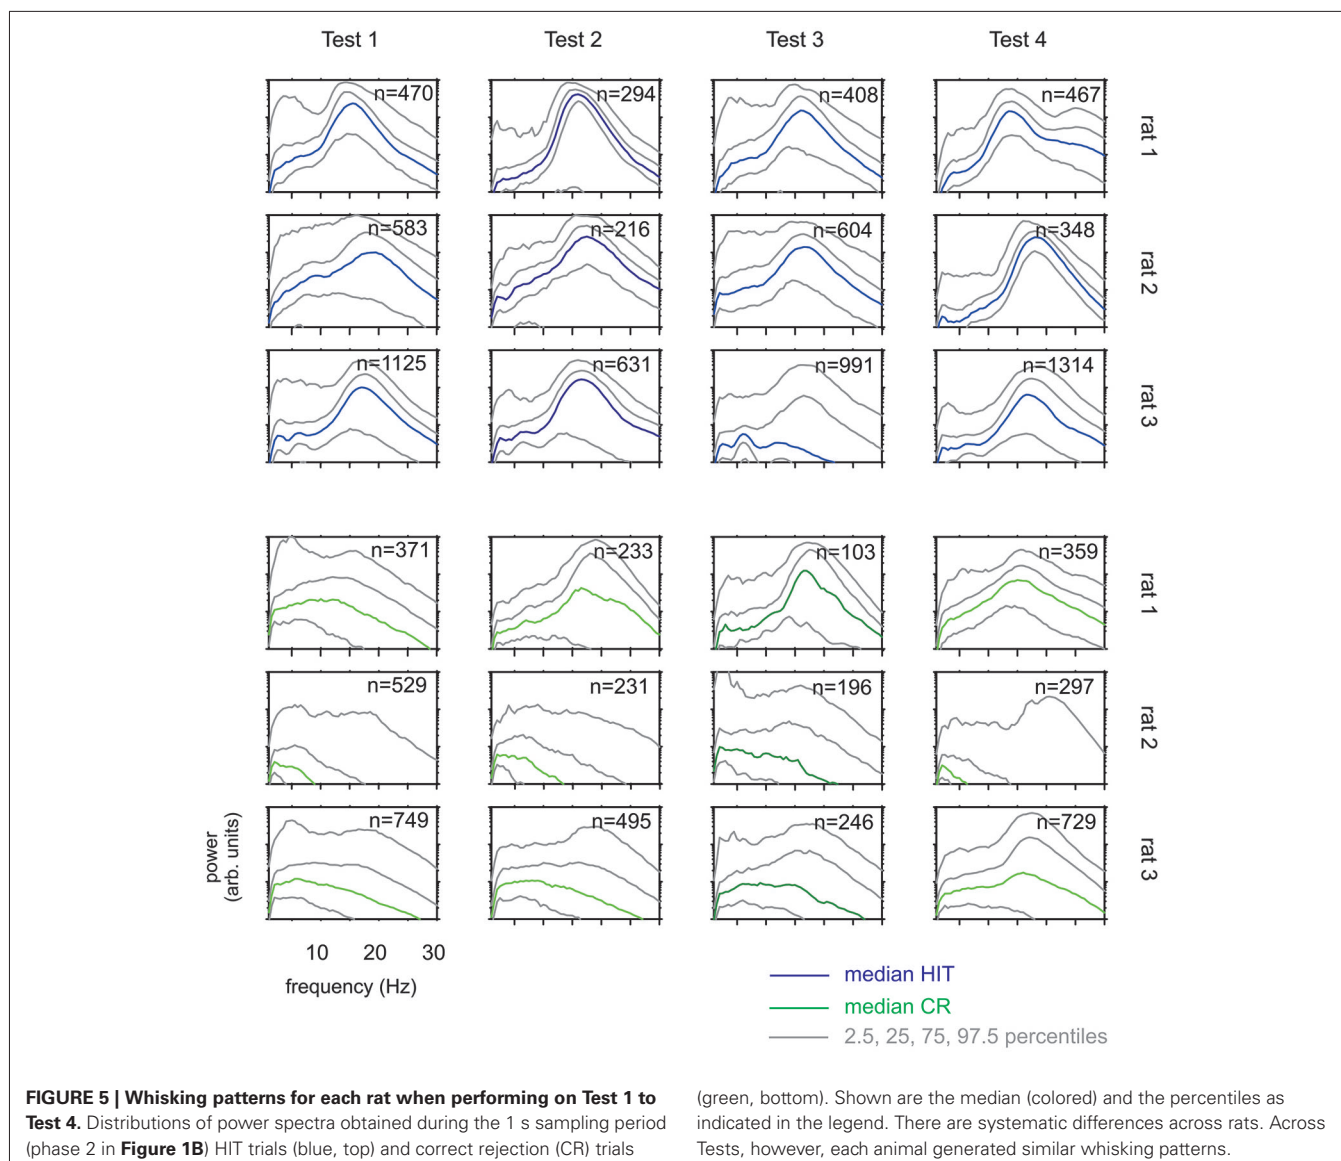 Test 1
Test 2
Test 3
Test 4
n=470
n=294
n=408
n=467
rat 1
n=583
n=216
n=604
n=348
rat 2
n=1125
n=631
n=991
n=1314
rat 3
n=371
n=233
n=103
n=359
rat 1
n=529
n=231
n=196
n=297
rat 2
n=749
n=495
n=246
n=729
rat 3
power
(arb. units)
10 20 30
frequency (Hz)
median HIT
median CR
2.5, 25, 75, 97.5 percentiles
FIGURE 5 | Whisking patterns for each rat when performing on Test 1 to
Test 4. Distributions of power spectra obtained during the 1 s sampling period
(phase 2 in Figure 1B) HIT trials (blue, top) and correct rejection (CR) trials
(green, bottom). Shown are the median (colored) and the percentiles as
indicated in the legend. There are systematic differences across rats. Across
Tests, however, each animal generated similar whisking patterns.